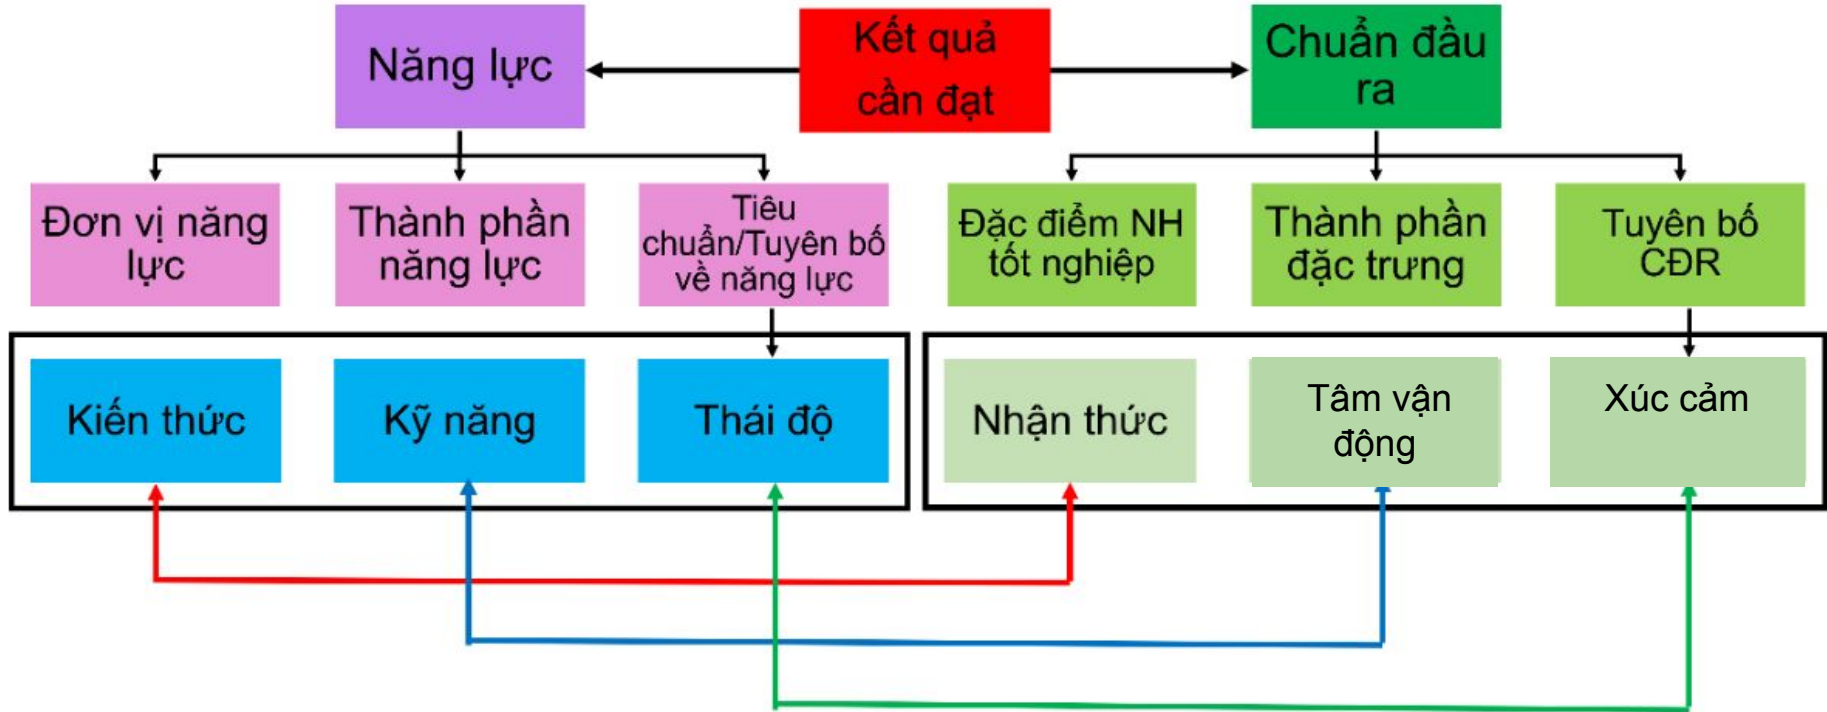 Năng lực
Kết quả
cần đạt
Chuẩn đầu
ra
Đơn vị năng
lực
Thành phần
năng lực
Tiêu
chuẩn/Tuyên bố
về năng lực
Đặc điểm NH
tốt nghiệp
Thành phần
đặc trưng
Tuyên bố
CĐR
Kiến thức
Kỹ năng
Thái độ
Nhận thức
Tâm vận
động
Xúc cảm